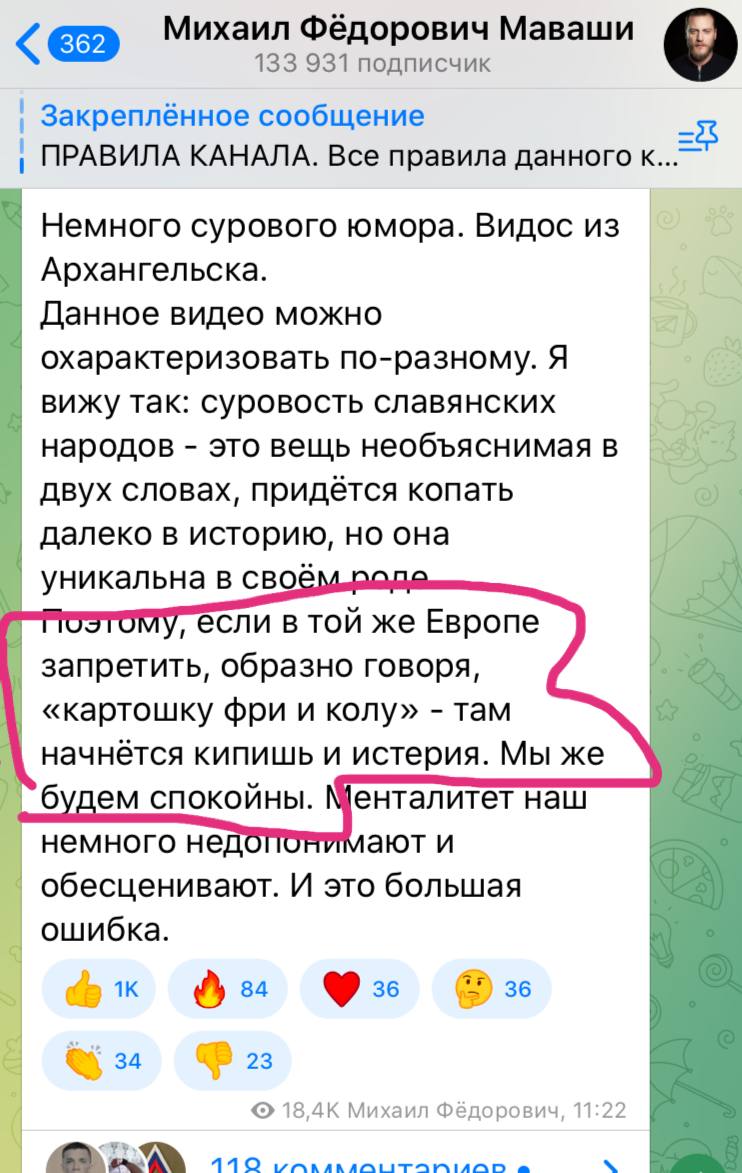 362
Михаил Фёдорович Маваши
133 931 подписчик
Закреплённое сообщение
ПРАВИЛА КАНАЛА. Все правила данного к...
Немного сурового юмора. Видос из
Архангельска.
Данное видео можно
охарактеризовать по-разному. Я
вижу так: суровость славянских
народов - это вещь необъяснимая в
двух словах, придётся копать
далеко в историю, но она
уникальна в своём роде
Поэтому, если в той же Европе
запретить, образно говоря,
«картошку фри и колу» - там
начнётся кипишь и истерия. Мы же
будем спокойны. Менталитет наш
немного недопонимают и
обесценивают. И это большая
ошибка.
👍 1K 🔥 84 ❤️ 36 🤔 36
👏 34 👎 23
18,4K Михаил Фёдорович, 11:22
118 комментариев